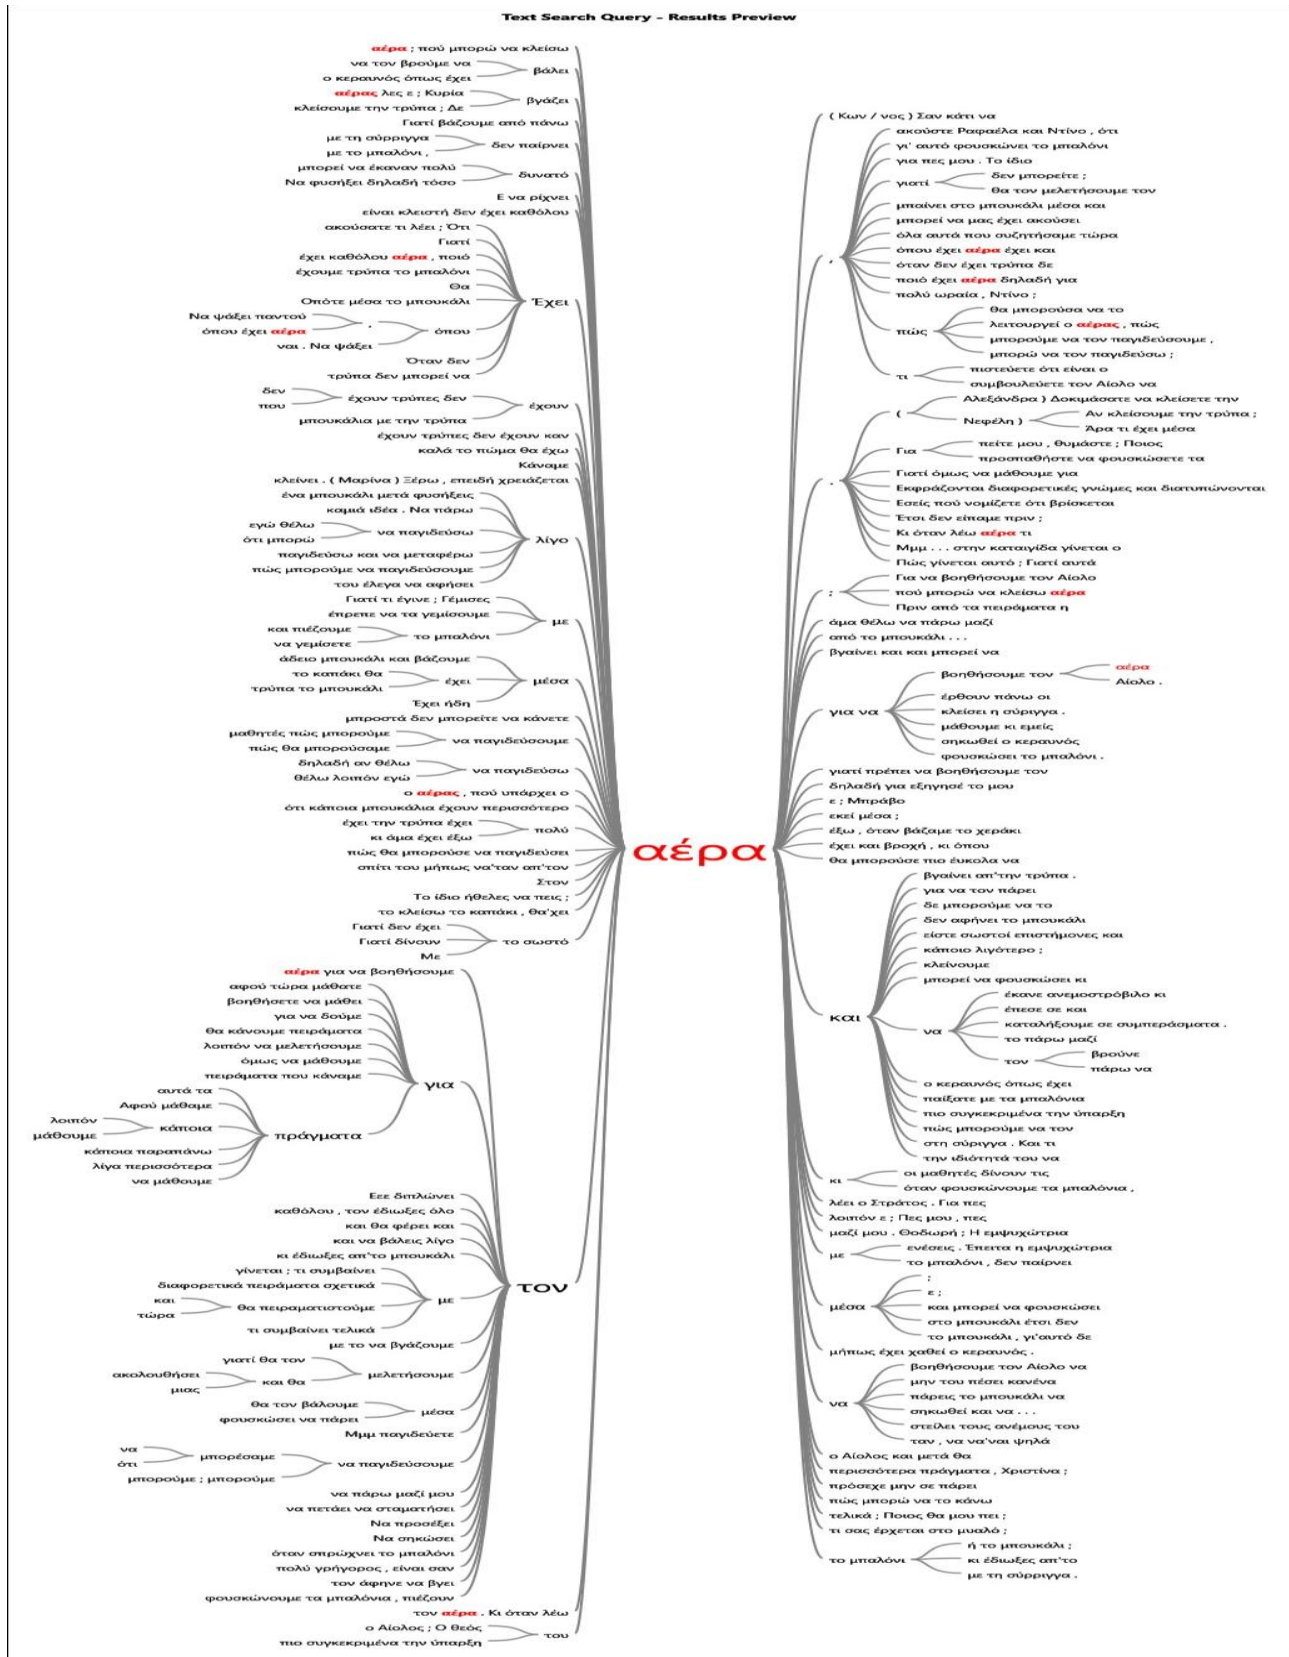 Text Search Query - Results Preview
αέρα ; πού μπορώ να κλείσω
να τον βρούμε να
ο κεραυνός όπως έχει
βάλει
αέρας λες ε ; Κυρία
κλείσουμε την τρύπα ; Δε
βγάζει
Γιατί βάζουμε από πάνω
με τη σύρριγγα
με το μπαλόνι ,
δεν παίρνει
μπορεί να έκαναν πολύ
Να φυσήξει δηλαδή τόσο
δυνατό
Ε να ρίχνει
είναι κλειστή δεν έχει καθόλου
ακούσατε τι λέει ; Ότι
Γιατί
έχει καθόλου αέρα , ποιό
έχουμε τρύπα το μπαλόνι
Θα
Οπότε μέσα το μπουκάλι
Να ψάξει παντού
όπου έχει αέρα
,
ναι . Να ψάξει
όπου
Όταν δεν
τρύπα δεν μπορεί να
Έχει
δεν
που
έχουν τρύπες δεν
μπουκάλια με την τρύπα
έχουν
έχουν τρύπες δεν έχουν καν
καλά το πώμα θα έχω
Κάναμε
κλείνει . ( Μαρίνα ) Ξέρω , επειδή χρειάζεται
ένα μπουκάλι μετά φυσήξεις
καμιά ιδέα . Να πάρω
εγώ θέλω
ότι μπορώ
να παγιδεύσω
παγιδεύσω και να μεταφέρω
πώς μπορούμε να παγιδεύσουμε
του έλεγα να αφήσει
λίγο
Γιατί τι έγινε ; Γέμισες
έπρεπε να τα γεμίσουμε
και πιέζουμε
να γεμίσετε
το μπαλόνι
με
άδειο μπουκάλι και βάζουμε
το καπάκι θα
τρύπα το μπουκάλι
έχει
Έχει ήδη
μέσα
μπροστά δεν μπορείτε να κάνετε
μαθητές πώς μπορούμε
πώς θα μπορούσαμε
να παγιδεύσουμε
δηλαδή αν θέλω
θέλω λοιπόν εγώ
να παγιδεύσω
ο αέρας , πού υπάρχει ο
ότι κάποια μπουκάλια έχουν περισσότερο
έχει την τρύπα έχει
κι άμα έχει έξω
πολύ
πώς θα μπορούσε να παγιδεύσει
σπίτι του μήπως να'ταν απ'τον
Στον
Το ίδιο ήθελες να πεις ;
το κλείσω το καπάκι , θα'χει
Γιατί δεν έχει
Γιατί δίνουν
Με
το σωστό
αέρα για να βοηθήσουμε
αφού τώρα μάθατε
βοηθήσετε να μάθει
για να δούμε
θα κάνουμε πειράματα
λοιπόν να μελετήσουμε
όμως να μάθουμε
πειράματα που κάναμε
αυτά τα
Αφού μάθαμε
λοιπόν
μάθουμε
κάποια
κάποια παραπάνω
λίγα περισσότερα
να μάθουμε
πράγματα
για
Εεε διπλώνει
καθόλου , τον έδιωξες όλο
και θα φέρει και
και να βάλεις λίγο
κι έδιωξες απ'το μπουκάλι
γίνεται ; τι συμβαίνει
διαφορετικά πειράματα σχετικά
και
τώρα
θα πειραματιστούμε
τι συμβαίνει τελικά
με
με το να βγάζουμε
γιατί θα τον
ακολουθήσει
μιας
και θα
μελετήσουμε
θα τον βάλουμε
φουσκώσει να πάρει
μέσα
Μμμ παγιδεύετε
να
ότι
μπορέσαμε
μπορούμε ; μπορούμε
να παγιδεύσουμε
να πάρω μαζί μου
να πετάει να σταματήσει
Να προσέξει
Να σηκώσει
όταν σπρώχνει το μπαλόνι
πολύ γρήγορος , είναι σαν
τον άφηνε να βγει
φουσκώνουμε τα μπαλόνια , πιέζουν
τον
τον αέρα . Κι όταν λέω
ο Αίολος ; Ο θεός
πιο συγκεκριμένα την ύπαρξη
του
αέρα
( Κων / νος ) Σαν κάτι να
,
ακούστε Ραφαέλα και Ντίνο , ότι
γι' αυτό φουσκώνει το μπαλόνι
για πες μου . Το ίδιο
γιατί
δεν μπορείτε ;
θα τον μελετήσουμε τον
μπαίνει στο μπουκάλι μέσα και
μπορεί να μας έχει ακούσει
όλα αυτά που συζητήσαμε τώρα
όπου έχει αέρα έχει και
όταν δεν έχει τρύπα δε
ποιό έχει αέρα δηλαδή για
πολύ ωραία , Ντίνο ;
πώς
θα μπορούσα να το
λειτουργεί ο αέρας , πώς
μπορούμε να τον παγιδεύσουμε ,
μπορώ να τον παγιδεύσω ;
τι
πιστεύετε ότι είναι ο
συμβουλεύετε τον Αίολο να
.
(
Αλεξάνδρα ) Δοκιμάσατε να κλείσετε την
Νεφέλη )
Αν κλείσουμε την τρύπα ;
Άρα τι έχει μέσα
Για
πείτε μου , θυμάστε ; Ποιος
προσπαθήστε να φουσκώσετε τα
Γιατί όμως να μάθουμε για
Εκφράζονται διαφορετικές γνώμες και διατυπώνονται
Εσείς πού νομίζετε ότι βρίσκεται
Έτσι δεν είπαμε πριν ;
Κι όταν λέω αέρα τι
Μμμ . . . στην καταιγίδα γίνεται ο
Πώς γίνεται αυτό ; Γιατί αυτά
;
Για να βοηθήσουμε τον Αίολο
πού μπορώ να κλείσω αέρα
Πριν από τα πειράματα η
άμα θέλω να πάρω μαζί
από το μπουκάλι . . .
βγαίνει και και μπορεί να
για να
βοηθήσουμε τον
αέρα
Αίολο .
έρθουν πάνω οι
κλείσει η σύριγγα .
μάθουμε κι εμείς
σηκωθεί ο κεραυνός
φουσκώσει το μπαλόνι .
γιατί πρέπει να βοηθήσουμε τον
δηλαδή για εξηγησέ το μου
ε ; Μπράβο
εκεί μέσα ;
έξω , όταν βάζαμε το χεράκι
έχει και βροχή , κι όπου
θα μπορούσε πιο έυκολα να
και
βγαίνει απ'την τρύπα .
για να τον πάρει
δε μπορούμε να το
δεν αφήνει το μπουκάλι
είστε σωστοί επιστήμονες και
κάποιο λιγότερο ;
κλείνουμε
μπορεί να φουσκώσει κι
να
έκανε ανεμοστρόβιλο κι
έπεσε σε και
καταλήξουμε σε συμπεράσματα .
το πάρω μαζί
τον
βρούνε
πάρω να
ο κεραυνός όπως έχει
παίξατε με τα μπαλόνια
πιο συγκεκριμένα την ύπαρξη
πώς μπορούμε να τον
στη σύριγγα . Και τι
την ιδιότητά του να
κι
οι μαθητές δίνουν τις
όταν φουσκώνουμε τα μπαλόνια ,
λέει ο Στράτος . Για πες
λοιπόν ε ; Πες μου , πες
μαζί μου . Θοδωρή ; Η εμψυχώτρια
με
ενέσεις . Έπειτα η εμψυχώτρια
το μπαλόνι , δεν παίρνει
μέσα
;
ε ;
και μπορεί να φουσκώσει
στο μπουκάλι έτσι δεν
το μπουκάλι , γι'αυτό δε
μήπως έχει χαθεί ο κεραυνός .
να
βοηθήσουμε τον Αίολο να
μην του πέσει κανένα
πάρεις το μπουκάλι να
σηκωθεί και να . . .
στείλει τους ανέμους του
ταν , να να'ναι ψηλά
ο Αίολος και μετά θα
περισσότερα πράγματα , Χριστίνα ;
πρόσεχε μην σε πάρει
πώς μπορώ να το κάνω
τελικά ; Ποιος θα μου πει ;
τι σας έρχεται στο μυαλό ;
το μπαλόνι
ή το μπουκάλι ;
κι έδιωξες απ'το
με τη σύρριγγα .